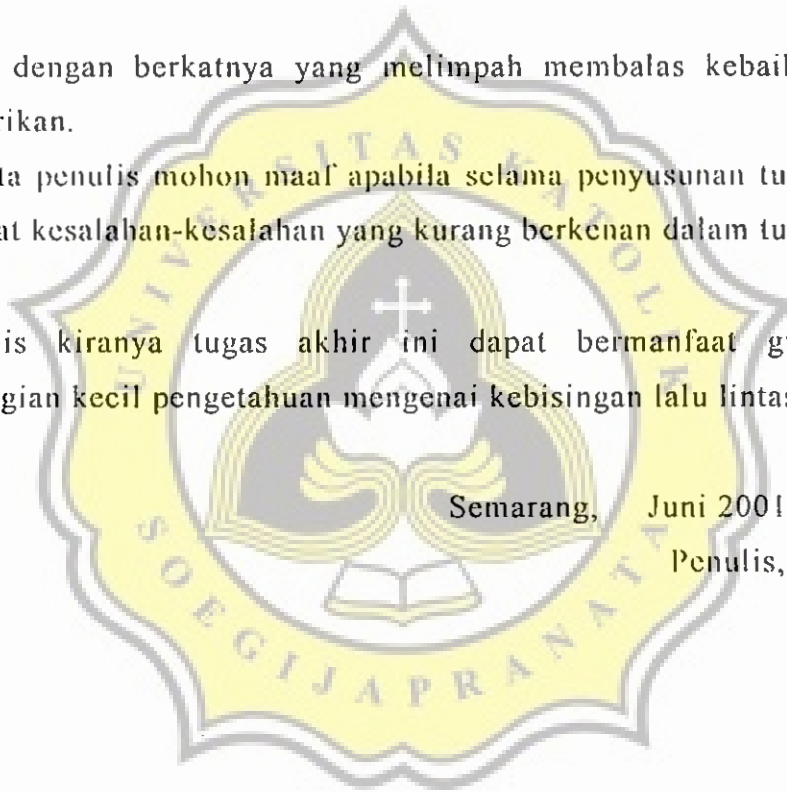 dengan berkatnya yang melimpah membalas kebail
rikan.
ta penulis mohon maaf apabila selama penyusunan tu
at kesalahan-kesalahan yang kurang berkenan dalam tu
is kiranya tugas akhir ini dapat bermanfaat g
gian kecil pengetahuan mengenai kebisingan lalu lintas
Semarang, Juni 2001
Penulis,
UNIVERSITAS KATOLIK
SOEGIJAPRANATA